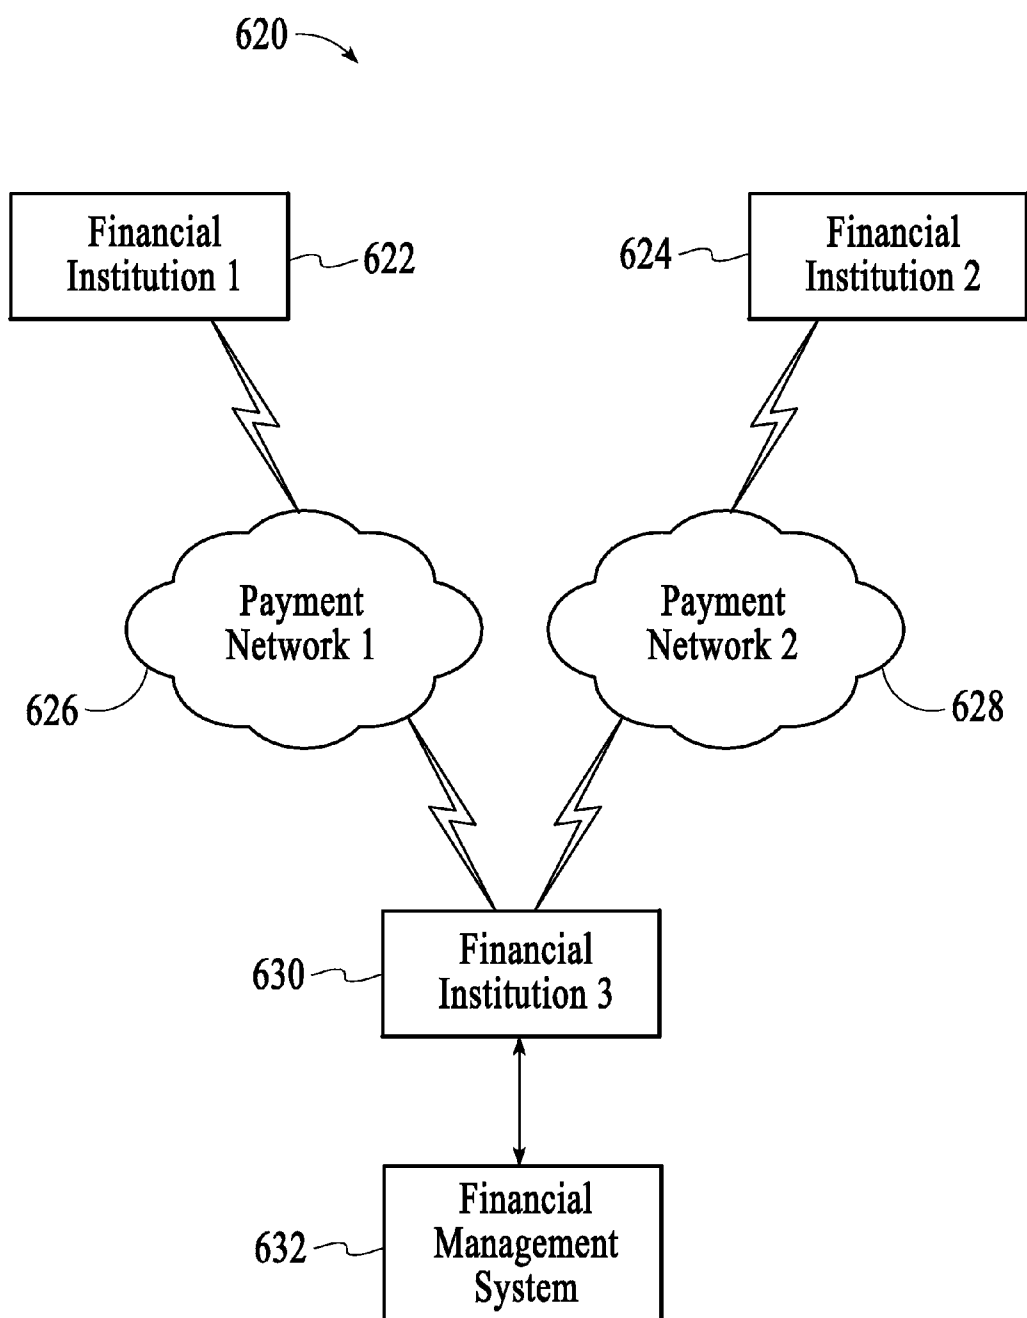 620
Financial
Institution 1
622
624
Financial
Institution 2
Payment
Network 1
Payment
Network 2
626
628
630
Financial
Institution 3
632
Financial
Management
System